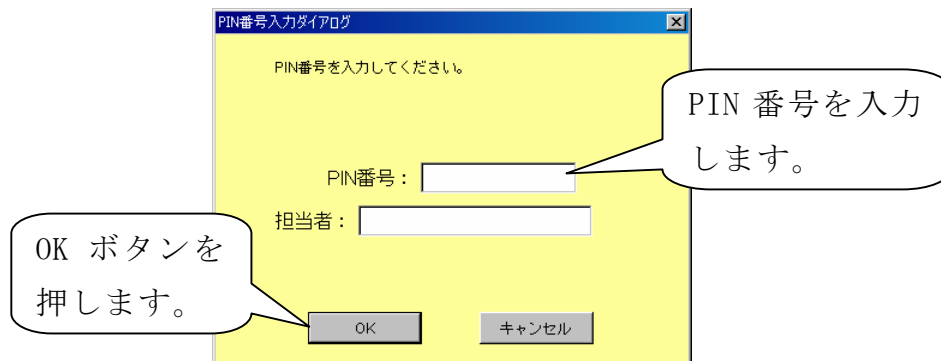 PIN番号入力ダイアログ
PIN番号を入力してください。
PIN 番号を入力
します。
PIN番号：
担当者：
OK ボタンを
押します。
OK
キャンセル